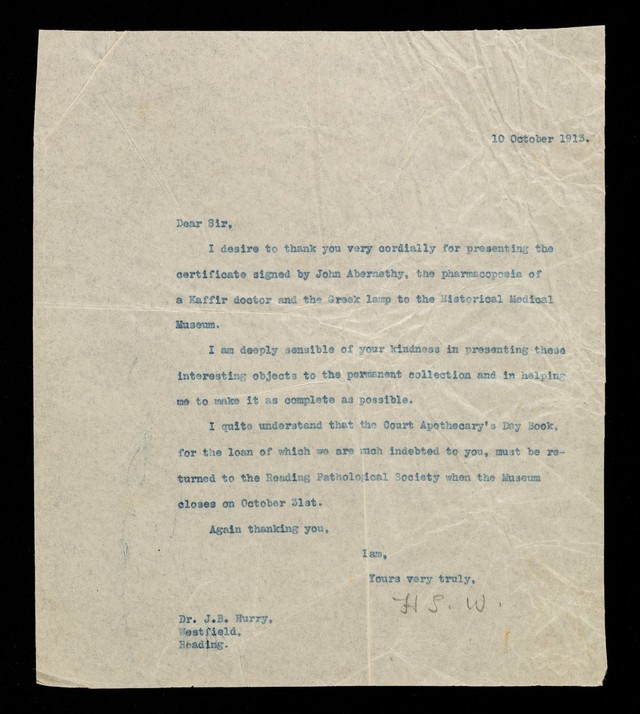 10 October 1913.
Dear Sir,
I desire to thank you very cordially for presenting the
certificate signed by John Abernethy, the pharmacopoeia of
a Kaffir doctor and the Greek lamp to the Historical Medical
Museum.
I am deeply sensible of your kindness in presenting these
interesting objects to the permanent collection and in helping
me to make it as complete as possible.
I quite understand that the Court Apothecary's Day Book,
for the loan of which we are much indebted to you, must be re-
turned to the Reading Pathological Society when the Museum
closes on October 31st.
Again thanking you,
I am,
Yours very truly,
H S. W.
Dr. J.B. Hurry,
Westfield,
Reading.